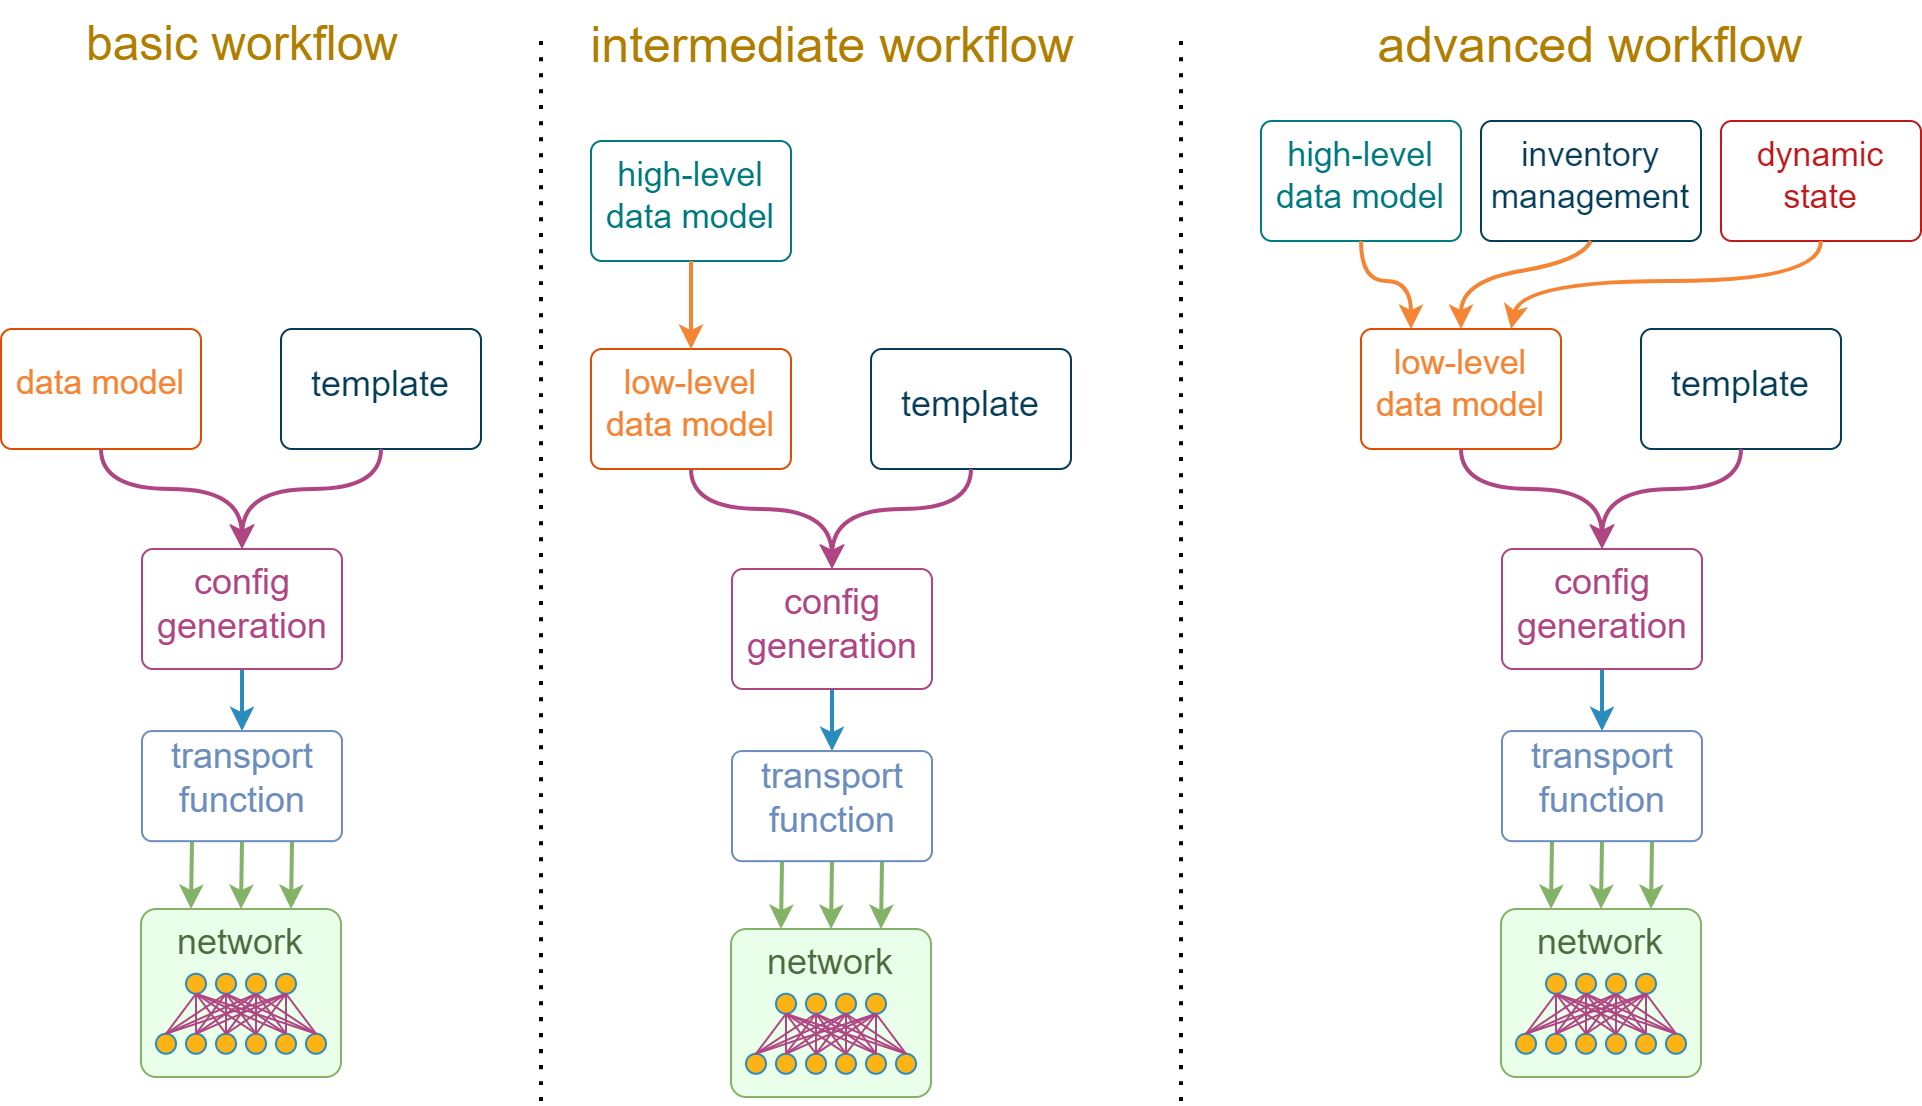 basic workflow
data model
template
config
generation
transport
function
network
intermediate workflow
high-level
data model
low-level
data model
template
config
generation
transport
function
network
advanced workflow
high-level
data model
inventory
management
dynamic
state
low-level
data model
template
config
generation
transport
function
network